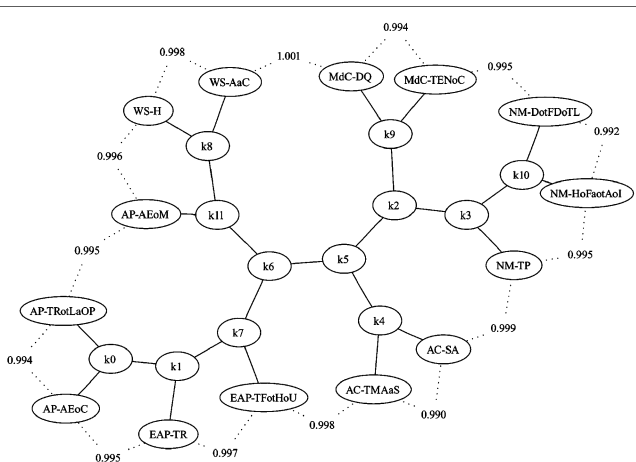 0.994
0.998
1.001
0.995
WS-AaC
MdC-DQ
MdC-TENoC
WS-H
NM-DotFDoTL
k9
0.992
k8
0.996
k10
NM-HoFaotAoI
AP-AEoM
k11
k2
k3
0.995
0.995
k6
k5
NM-TP
AP-TRotLaOP
k7
k4
0.999
0.994
k0
k1
AC-SA
AC-TMAaS
EAP-TFotHoU
0.990
AP-AEoC
0.998
EAP-TR
0.995
0.997